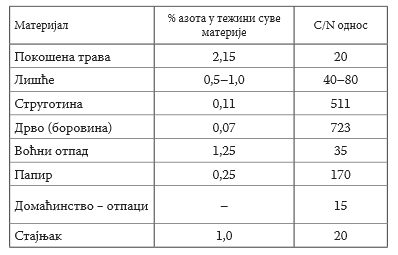 Материјал % азота у тежини суве материје C/N однос
Покошена трава 2,15 20
Лишће 0,5–1,0 40–80
Струготина 0,11 511
Дрво (боровина) 0,07 723
Воћни отпад 1,25 35
Папир 0,25 170
Домаћинство – отпаци – 15
Стајњак 1,0 20